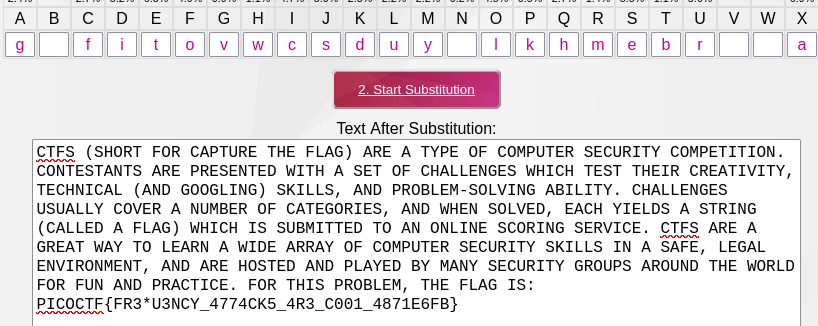 A B C D E F G H I J K L M N O P Q R S T U V W X
g f i t o v w c s d u y l k h m e b r a
2. Start Substitution
Text After Substitution:
CTFS (SHORT FOR CAPTURE THE FLAG) ARE A TYPE OF COMPUTER SECURITY COMPETITION.
CONTESTANTS ARE PRESENTED WITH A SET OF CHALLENGES WHICH TEST THEIR CREATIVITY,
TECHNICAL (AND GOOGLING) SKILLS, AND PROBLEM-SOLVING ABILITY. CHALLENGES
USUALLY COVER A NUMBER OF CATEGORIES, AND WHEN SOLVED, EACH YIELDS A STRING
(CALLED A FLAG) WHICH IS SUBMITTED TO AN ONLINE SCORING SERVICE. CTFS ARE A
GREAT WAY TO LEARN A WIDE ARRAY OF COMPUTER SECURITY SKILLS IN A SAFE, LEGAL
ENVIRONMENT, AND ARE HOSTED AND PLAYED BY MANY SECURITY GROUPS AROUND THE WORLD
FOR FUN AND PRACTICE. FOR THIS PROBLEM, THE FLAG IS:
PICOCTF{FR3*U3NCY_4774CK5_4R3_C001_4871E6FB}